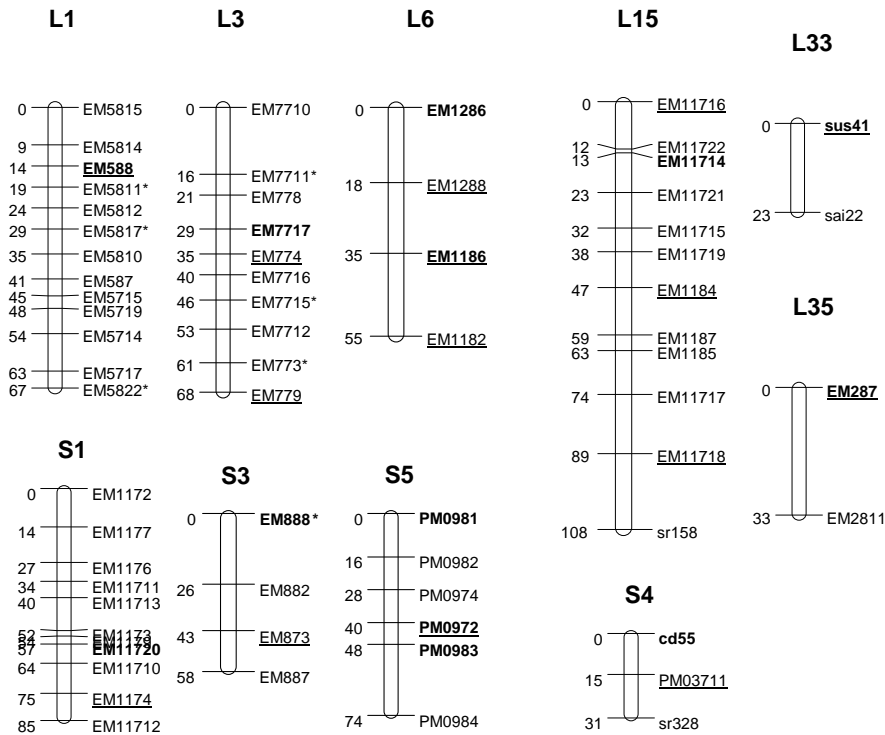 L1
0 EM5815
9 EM5814
14 EM588
19 EM5811*
24 EM5812
29 EM5817*
35 EM5810
41 EM587
45 EM5715
48 EM5719
54 EM5714
63 EM5717
67 EM5822*
L3
0 EM7710
16 EM7711*
21 EM778
29 EM7717
35 EM774
40 EM7716
46 EM7715*
53 EM7712
61 EM773*
68 EM779
L6
0 EM1286
18 EM1288
35 EM1186
55 EM1182
L15
0 EM11716
12 EM11722
13 EM11714
23 EM11721
32 EM11715
38 EM11719
47 EM1184
59 EM1187
63 EM1185
74 EM11717
89 EM11718
108 sr158
L33
0 sus41
23 sai22
L35
0 EM287
33 EM2811
S1
0 EM1172
14 EM1177
27 EM1176
34 EM11711
40 EM11713
52 EM1173
54 EM1179
57 EM11720
64 EM11710
75 EM1174
85 EM11712
S3
0 EM888*
26 EM882
43 EM873
58 EM887
S5
0 PM0981
16 PM0982
28 PM0974
40 PM0972
48 PM0983
74 PM0984
S4
0 cd55
15 PM03711
31 sr328